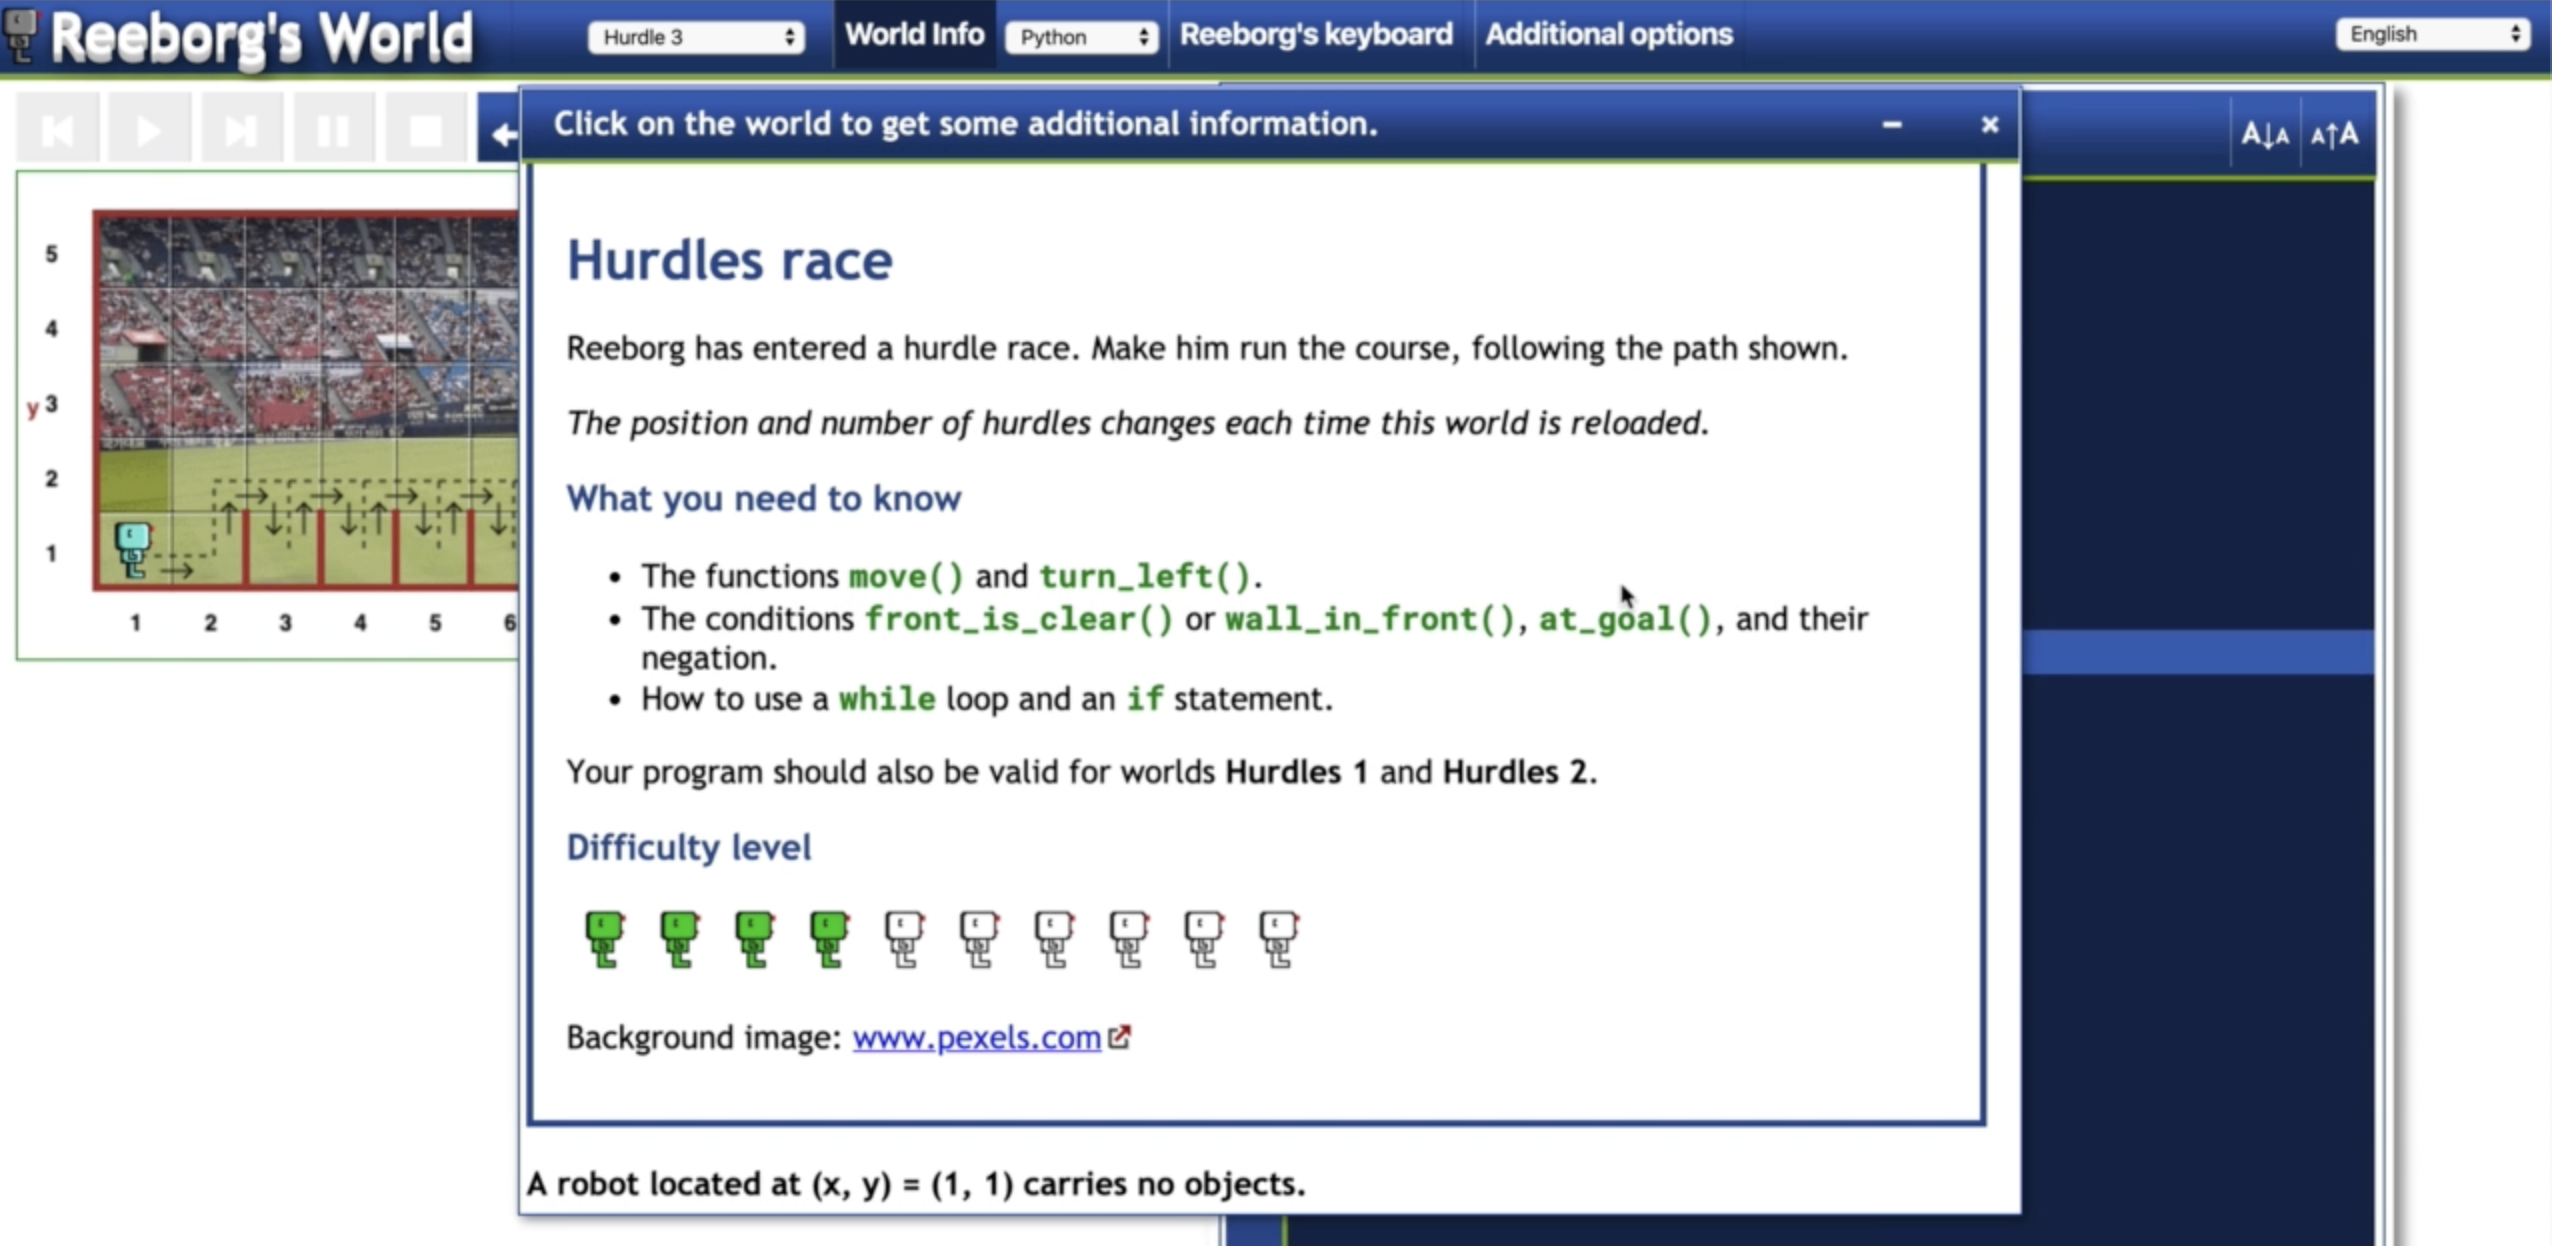 Reeborg's World
Hurdle 3
World Info
Python
Reeborg's keyboard
Additional options
English
Click on the world to get some additional information.
A↓A A↑A
5
4
y 3
2
1
1 2 3 4 5 6
Hurdles race
Reeborg has entered a hurdle race. Make him run the course, following the path shown.
The position and number of hurdles changes each time this world is reloaded.
What you need to know
• The functions move() and turn_left().
• The conditions front_is_clear() or wall_in_front(), at_goal(), and their
negation.
• How to use a while loop and an if statement.
Your program should also be valid for worlds Hurdles 1 and Hurdles 2.
Difficulty level
Background image: www.pexels.com
A robot located at (x, y) = (1, 1) carries no objects.